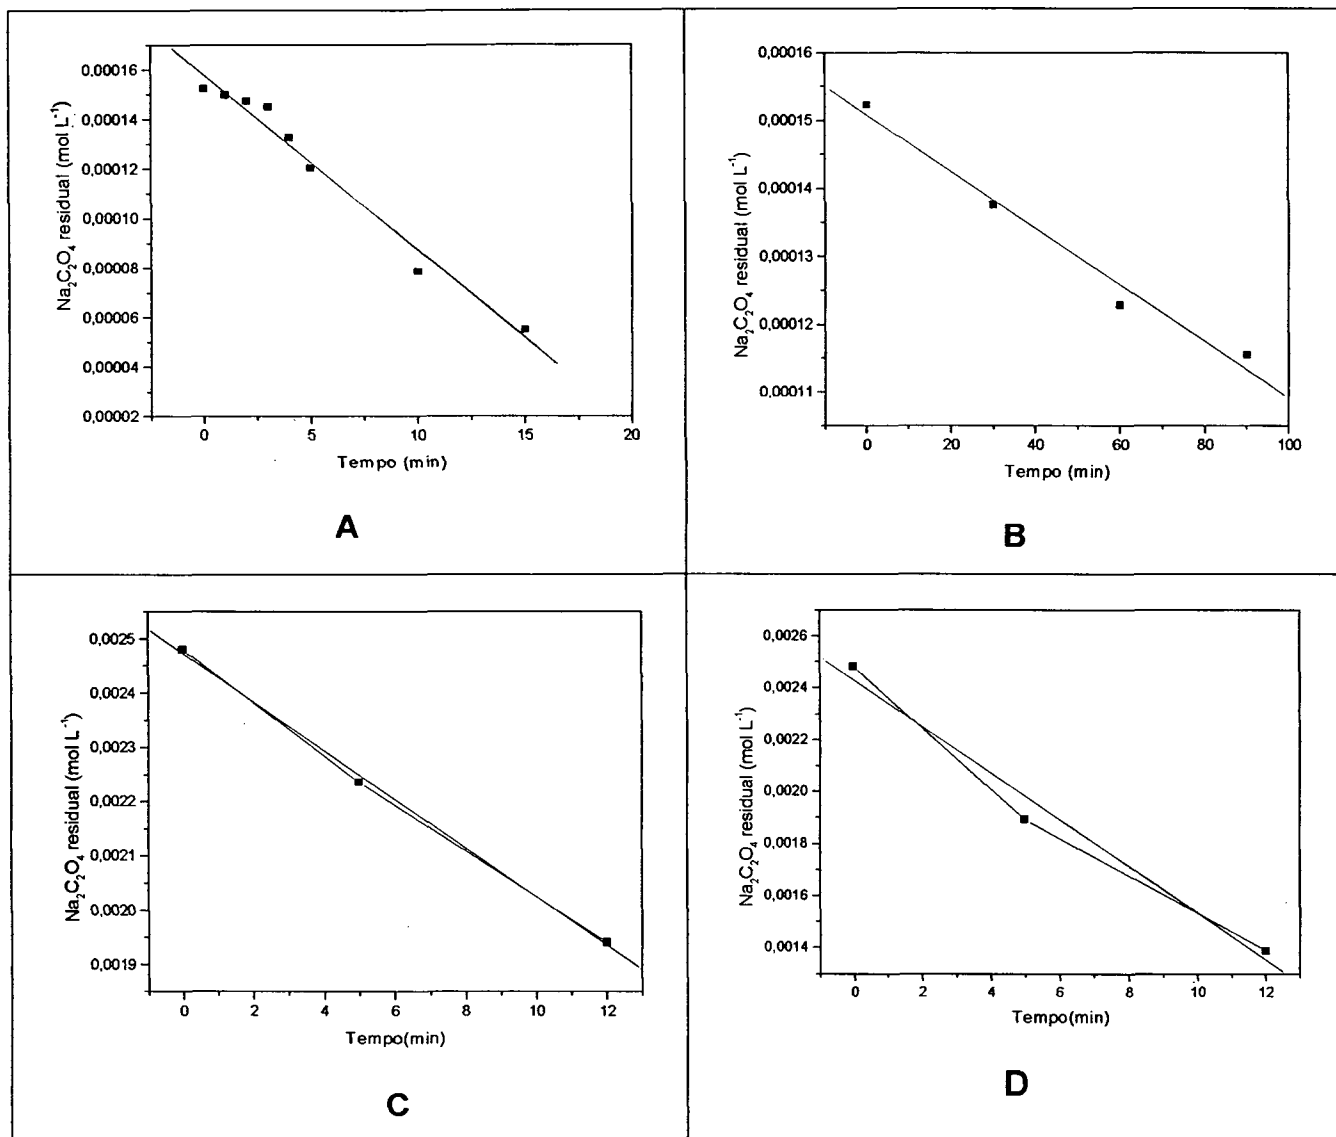 Na₂C₂O₄ residual (mol L⁻¹)
0,00016
0,00014
0,00012
0,00010
0,00008
0,00006
0,00004
0,00002
0 5 10 15 20
Tempo (min)
A
Na₂C₂O₄ residual (mol L⁻¹)
0,00016
0,00015
0,00014
0,00013
0,00012
0,00011
0 20 40 60 80 100
Tempo (min)
B
Na₂C₂O₄ residual (mol L⁻¹)
0,0025
0,0024
0,0023
0,0022
0,0021
0,0020
0,0019
0 2 4 6 8 10 12
Tempo(min)
C
Na₂C₂O₄ residual (mol L⁻¹)
0,0026
0,0024
0,0022
0,0020
0,0018
0,0016
0,0014
0 2 4 6 8 10 12
Tempo(min)
D